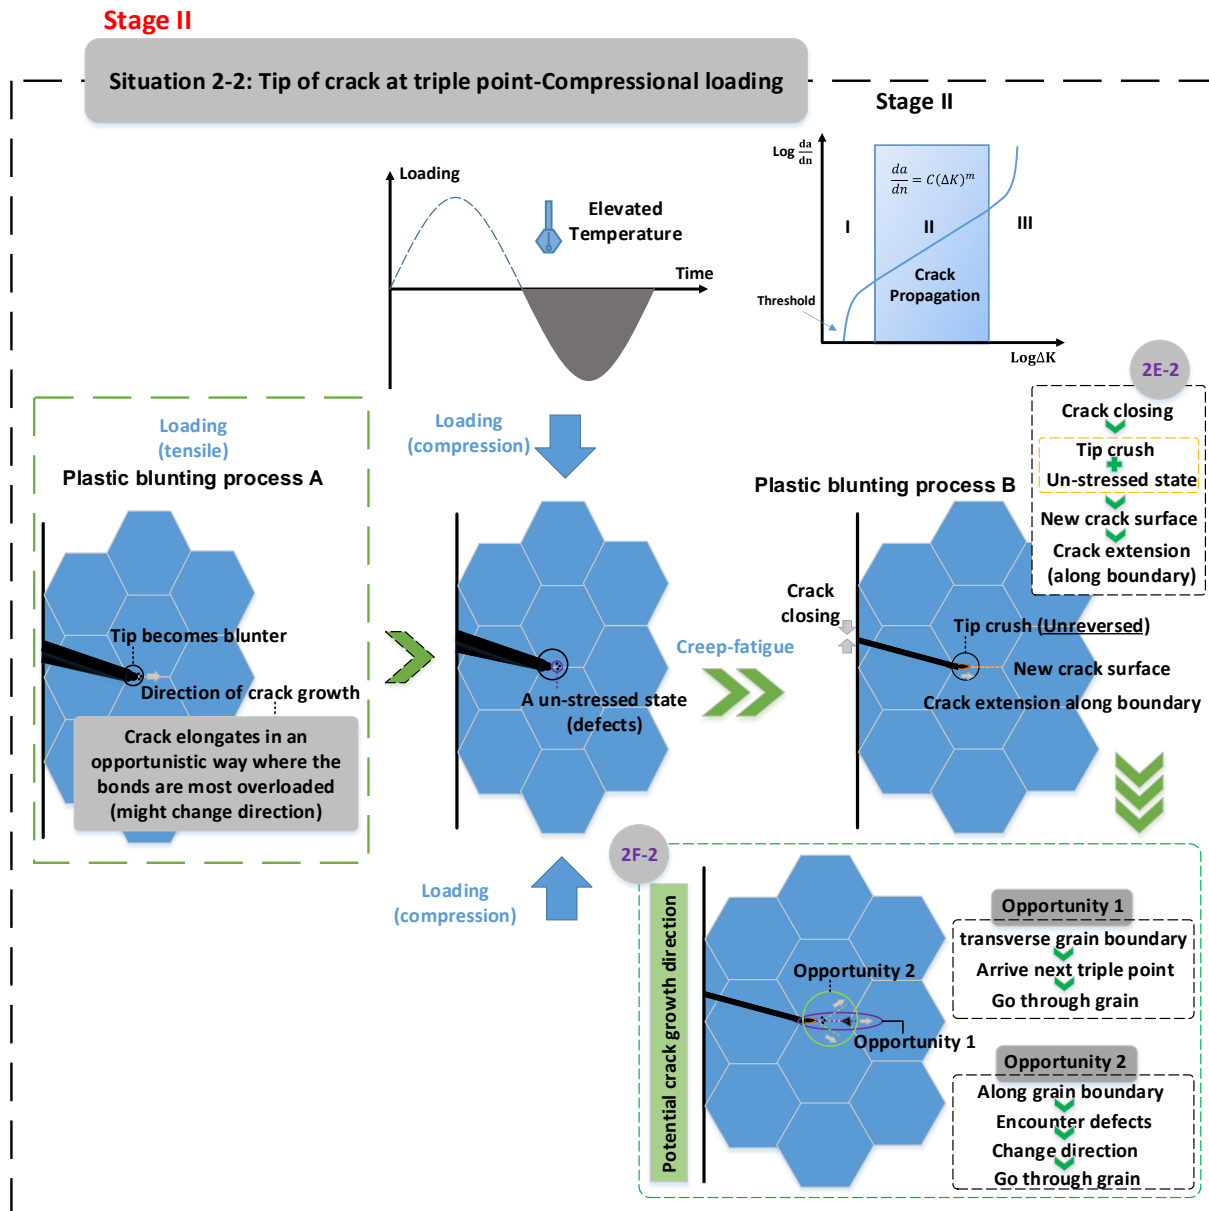 Stage II
Situation 2-2: Tip of crack at triple point-Compressional loading
Stage II
Loading
Elevated
Temperature
Time
Log da/dn
da/dn = C(ΔK)^m
I
II
III
Crack
Propagation
Threshold
LogΔK
2E-2
Crack closing
Tip crush
Un-stressed state
New crack surface
Crack extension
(along boundary)
Loading
(tensile)
Plastic blunting process A
Tip becomes blunter
Direction of crack growth
Crack elongates in an
opportunistic way where the
bonds are most overloaded
(might change direction)
Loading
(compression)
A un-stressed state
(defects)
Loading
(compression)
Creep-fatigue
Plastic blunting process B
Crack
closing
Tip crush (Unreversed)
New crack surface
Crack extension along boundary
2F-2
Potential crack growth direction
Opportunity 2
Opportunity 1
Opportunity 1
transverse grain boundary
Arrive next triple point
Go through grain
Opportunity 2
Along grain boundary
Encounter defects
Change direction
Go through grain